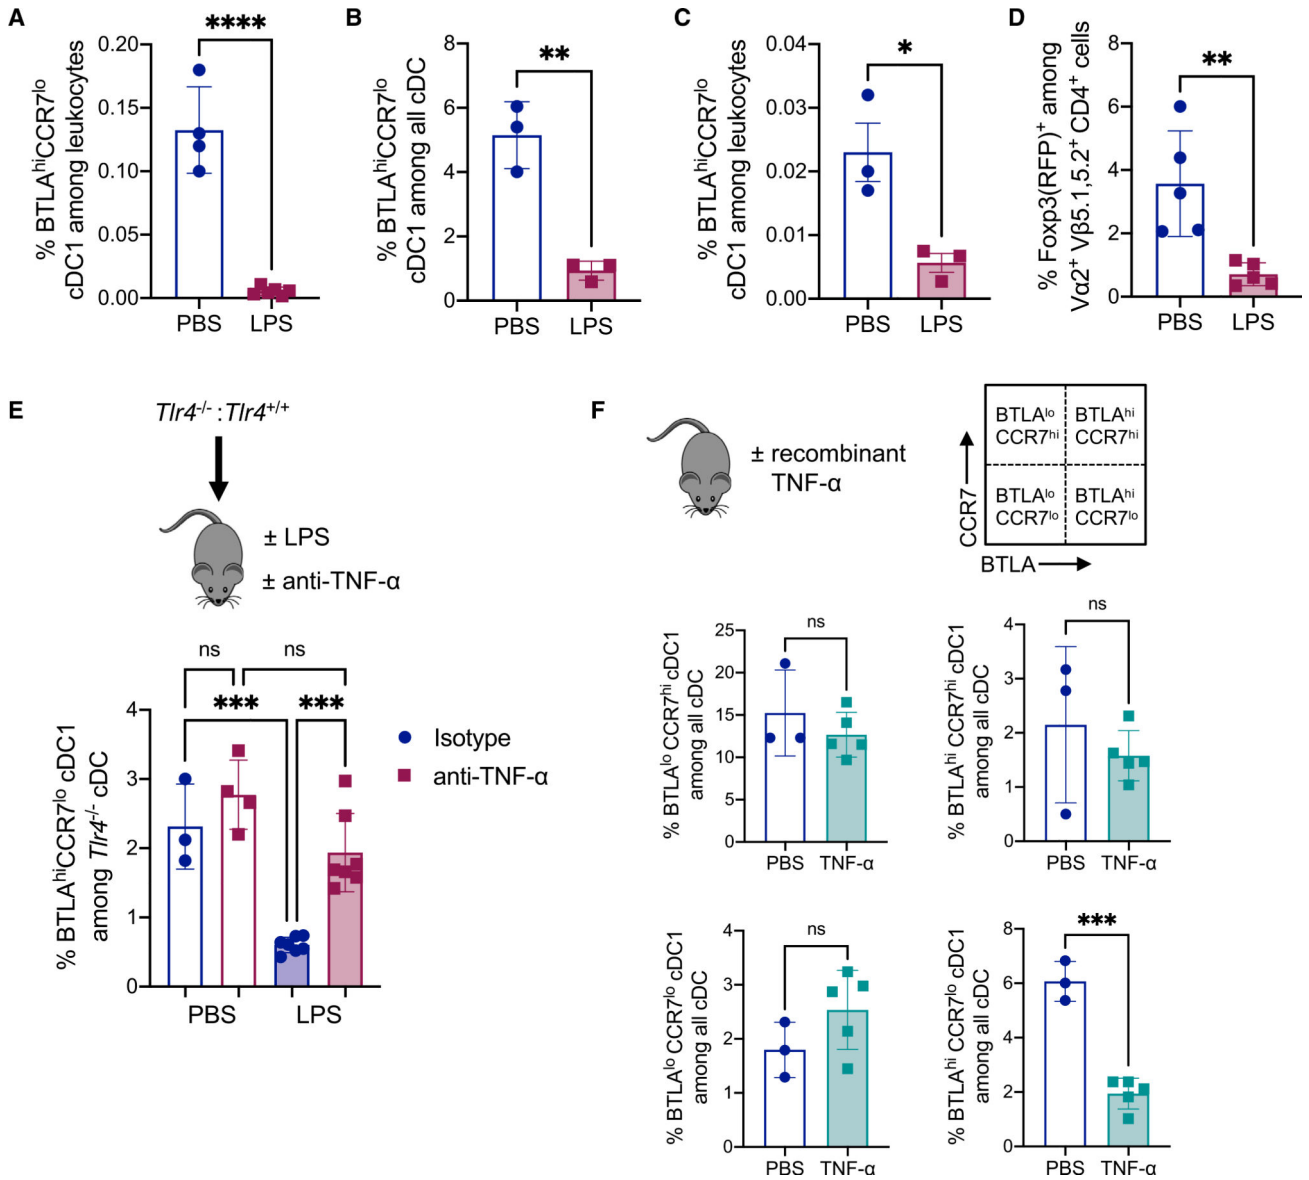 A
% BTLAʰⁱCCR7ˡᵒ
cDC1 among leukocytes
0.20
0.15
0.10
0.05
0.00
****
PBS
LPS
B
% BTLAʰⁱCCR7ˡᵒ
cDC1 among all cDC
8
6
4
2
0
**
PBS
LPS
C
% BTLAʰⁱCCR7ˡᵒ
cDC1 among leukocytes
0.04
0.03
0.02
0.01
0.00
*
PBS
LPS
D
% Foxp3(RFP)⁺ among
Vα2⁺ Vβ5.1,5.2⁺ CD4⁺ cells
8
6
4
2
0
**
PBS
LPS
E
Tlr4⁻/⁻ : Tlr4⁺/⁺
± LPS
± anti-TNF-α
% BTLAʰⁱCCR7ˡᵒ cDC1
among Tlr4⁻/⁻ cDC
4
3
2
1
0
ns
ns
***
***
PBS
LPS
Isotype
anti-TNF-α
F
± recombinant
TNF-α
CCR7
BTLAˡᵒ
CCR7ʰⁱ
BTLAʰⁱ
CCR7ʰⁱ
BTLAˡᵒ
CCR7ˡᵒ
BTLAʰⁱ
CCR7ˡᵒ
BTLA
% BTLAˡᵒ CCR7ʰⁱ cDC1
among all cDC
25
20
15
10
5
0
ns
PBS
TNF-α
% BTLAʰⁱ CCR7ʰⁱ cDC1
among all cDC
4
3
2
1
0
ns
PBS
TNF-α
% BTLAˡᵒ CCR7ˡᵒ cDC1
among all cDC
4
3
2
1
0
ns
PBS
TNF-α
% BTLAʰⁱ CCR7ˡᵒ cDC1
among all cDC
8
6
4
2
0
***
PBS
TNF-α